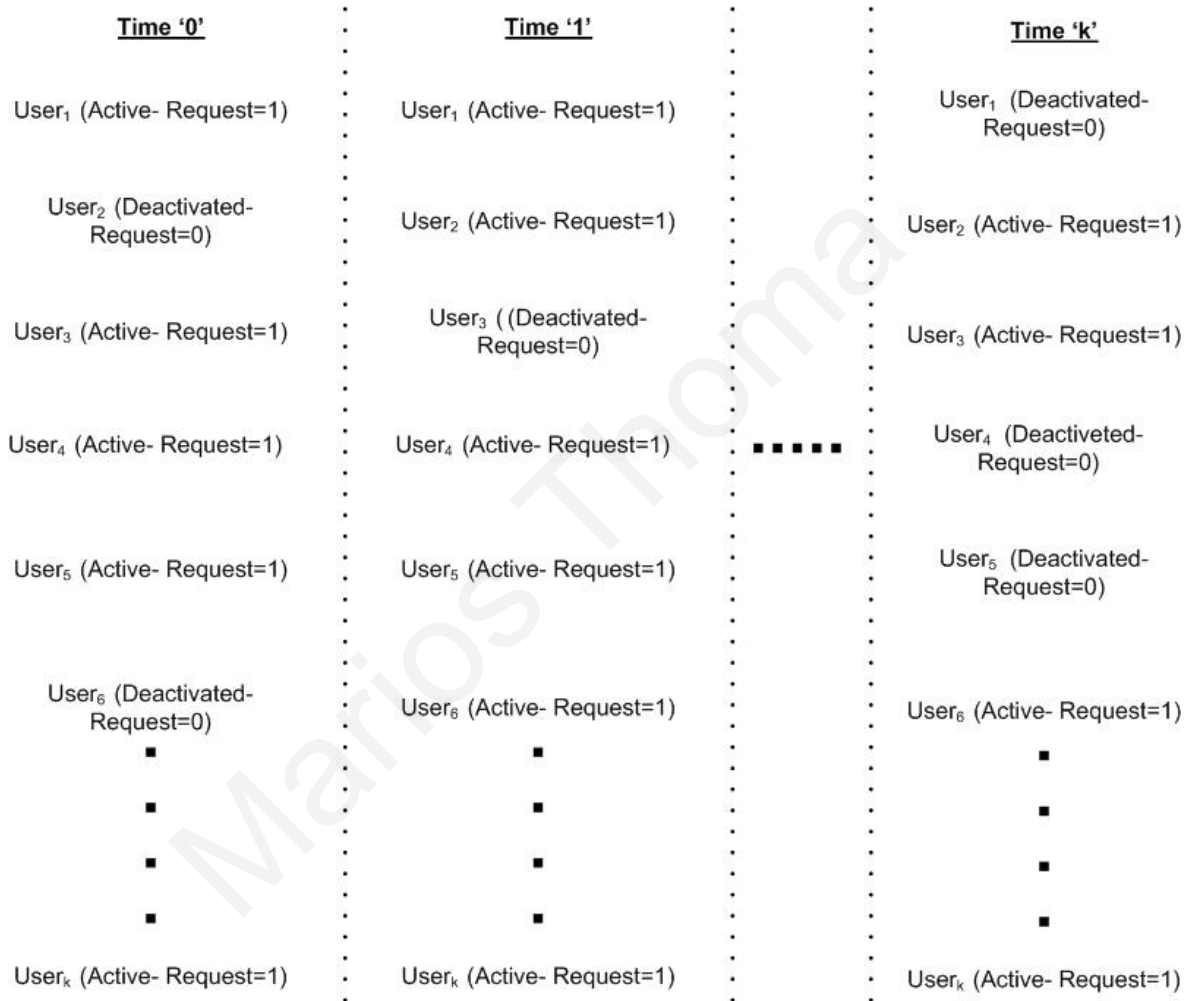 Time ‘0’
Time ‘1’
Time ‘k’
User₁ (Active- Request=1)
User₁ (Active- Request=1)
User₁ (Deactivated-
Request=0)
User₂ (Deactivated-
Request=0)
User₂ (Active- Request=1)
User₂ (Active- Request=1)
User₃ (Active- Request=1)
User₃ ((Deactivated-
Request=0)
User₃ (Active- Request=1)
User₄ (Active- Request=1)
User₄ (Active- Request=1)
User₄ (Deactiveted-
Request=0)
User₅ (Active- Request=1)
User₅ (Active- Request=1)
User₅ (Deactivated-
Request=0)
User₆ (Deactivated-
Request=0)
User₆ (Active- Request=1)
User₆ (Active- Request=1)
Userₖ (Active- Request=1)
Userₖ (Active- Request=1)
Userₖ (Active- Request=1)
Marios Thoma